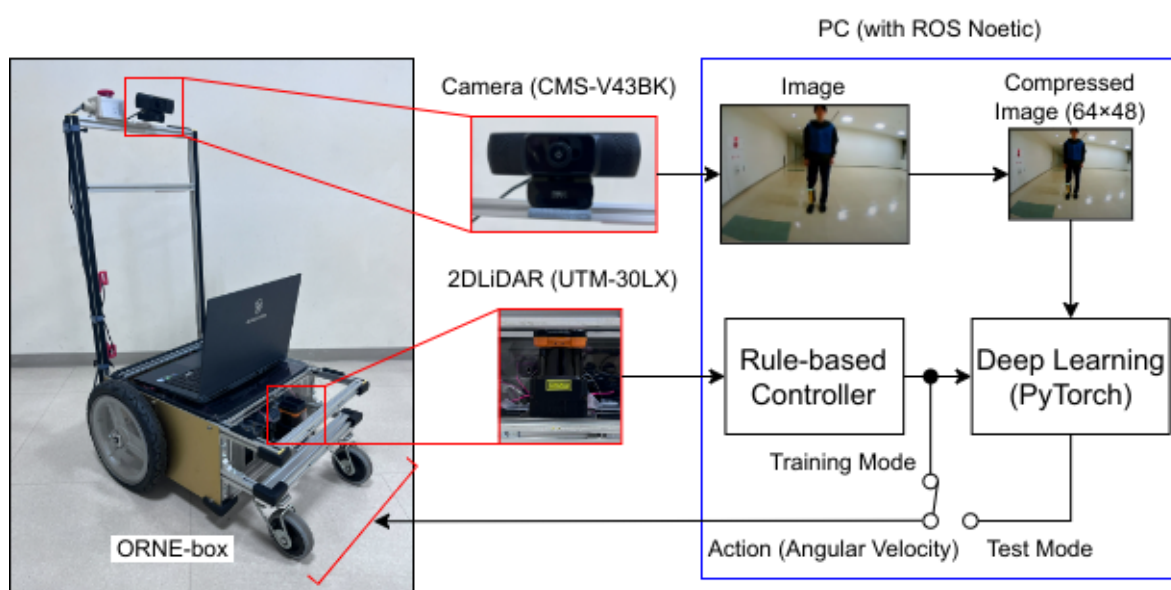 PC (with ROS Noetic)
Camera (CMS-V43BK)
Image
Compressed
Image (64×48)
2DLiDAR (UTM-30LX)
Rule-based
Controller
Deep Learning
(PyTorch)
Training Mode
Action (Angular Velocity)
Test Mode
ORNE-box